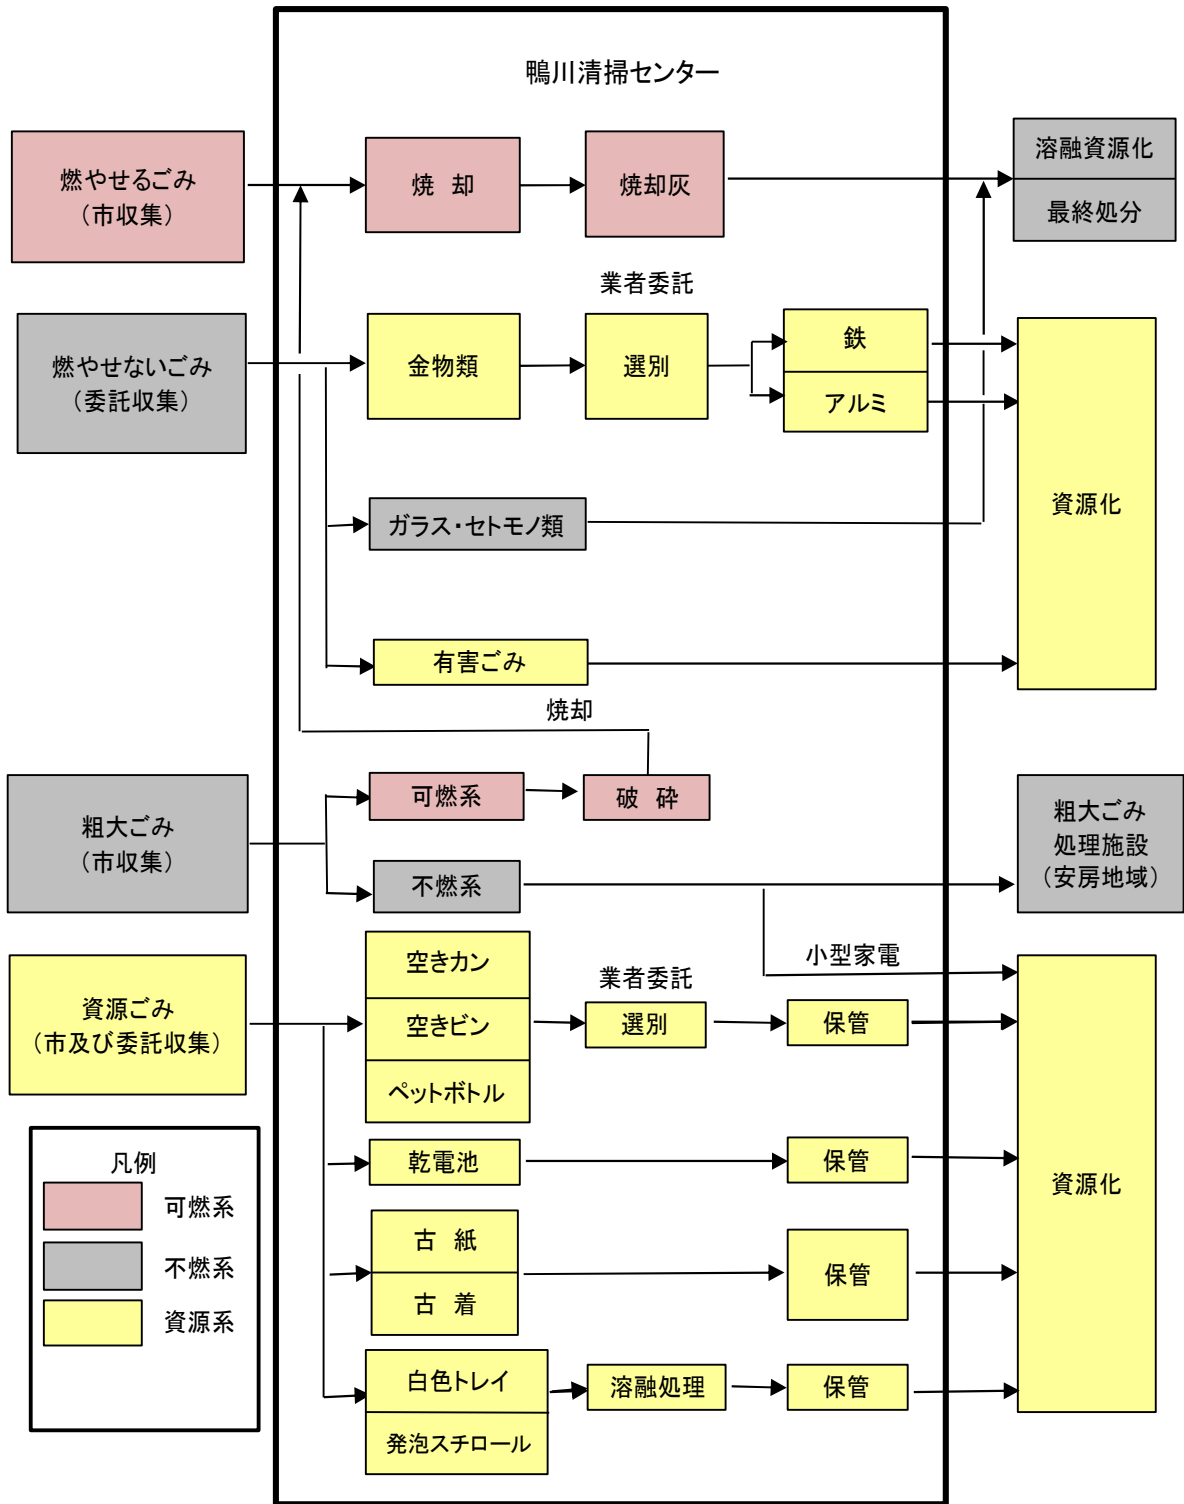 鴨川清掃センター
燃やせるごみ
（市収集）
焼　却
焼却灰
溶融資源化
最終処分
業者委託
燃やせないごみ
（委託収集）
金物類
選別
鉄
アルミ
資源化
ガラス・セトモノ類
有害ごみ
焼却
粗大ごみ
（市収集）
可燃系
破　砕
不燃系
粗大ごみ
処理施設
（安房地域）
小型家電
資源ごみ
（市及び委託収集）
空きカン
空きビン
ペットボトル
業者委託
選別
保管
乾電池
保管
資源化
古　紙
古　着
保管
白色トレイ
発泡スチロール
溶融処理
保管
凡例
可燃系
不燃系
資源系